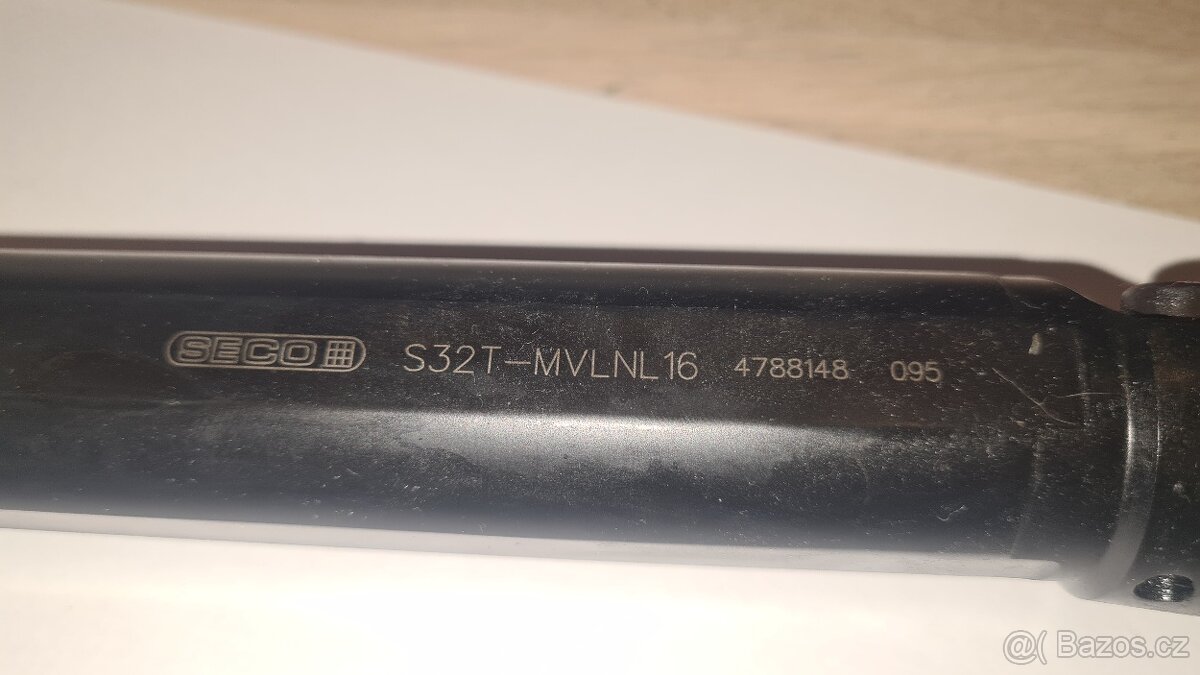 SECO S32T-MVLNL16 4788148 095
@( Bazos.cz